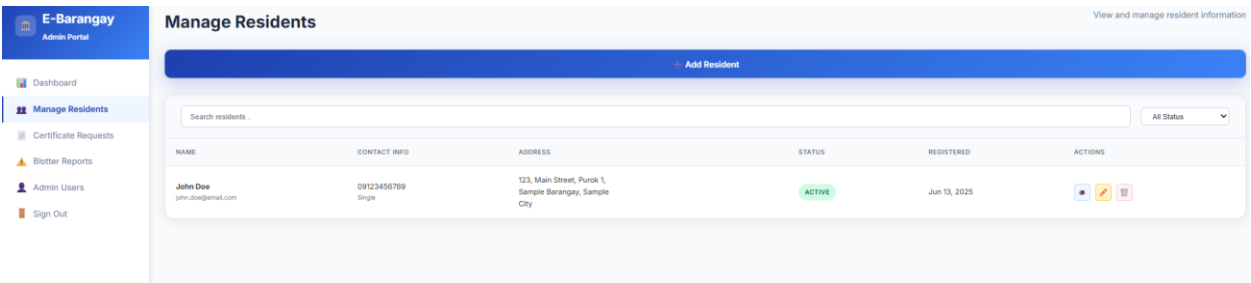 E-Barangay
Admin Portal
Dashboard
Manage Residents
Certificate Requests
Blotter Reports
Admin Users
Sign Out
Manage Residents
View and manage resident information
+ Add Resident
Search residents...
All Status
NAME CONTACT INFO ADDRESS STATUS REGISTERED ACTIONS
John Doe
john.doe@email.com
09123456789
Single
123, Main Street, Purok 1,
Sample Barangay, Sample
City
ACTIVE
Jun 13, 2025